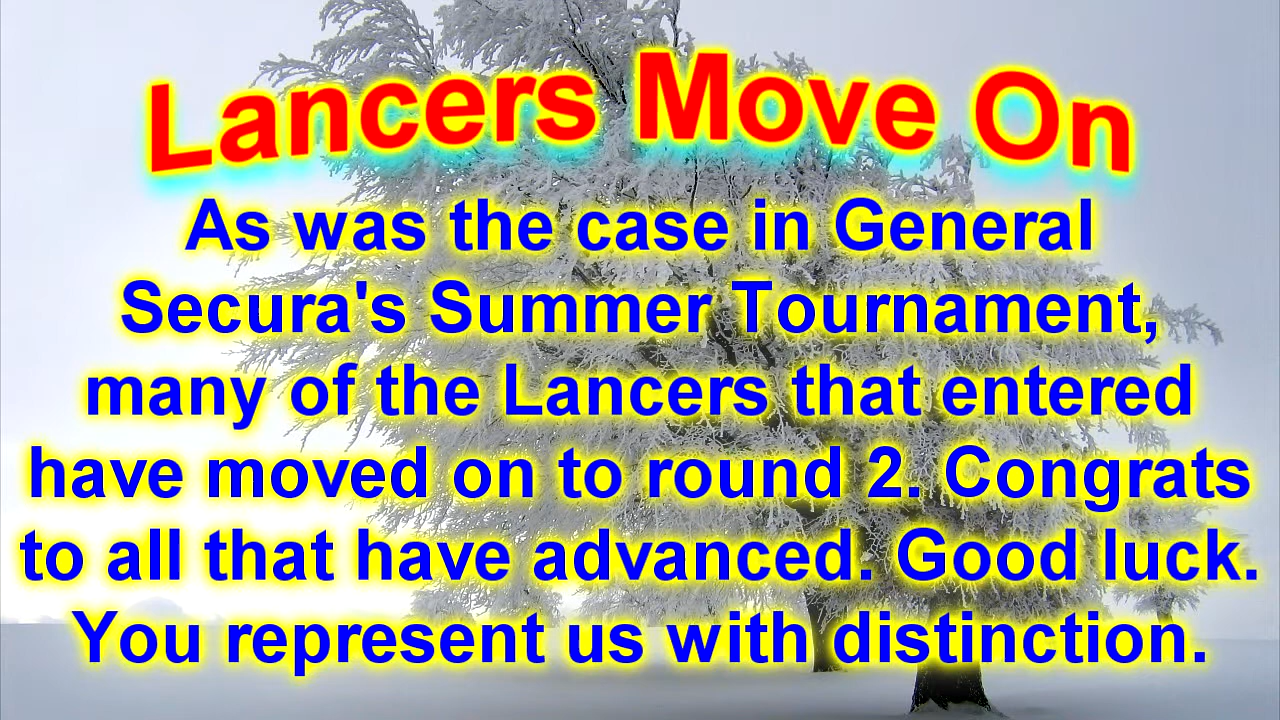 Lancers Move On
As was the case in General
Secura's Summer Tournament,
many of the Lancers that entered
have moved on to round 2. Congrats
to all that have advanced. Good luck.
You represent us with distinction.